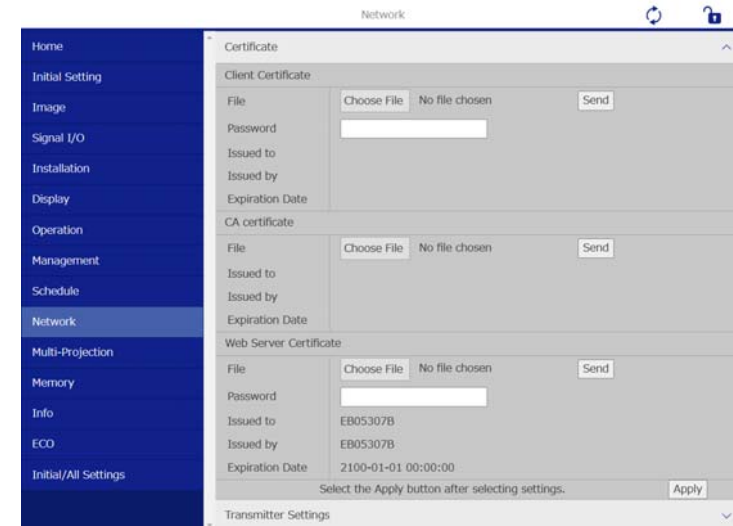 Network
Home
Initial Setting
Image
Signal I/O
Installation
Display
Operation
Management
Schedule
Network
Multi-Projection
Memory
Info
ECO
Initial/All Settings
Certificate
Client Certificate
File Choose File No file chosen Send
Password
Issued to
Issued by
Expiration Date
CA certificate
File Choose File No file chosen Send
Issued to
Issued by
Expiration Date
Web Server Certificate
File Choose File No file chosen Send
Password
Issued to EB05307B
Issued by EB05307B
Expiration Date 2100-01-01 00:00:00
Select the Apply button after selecting settings. Apply
Transmitter Settings